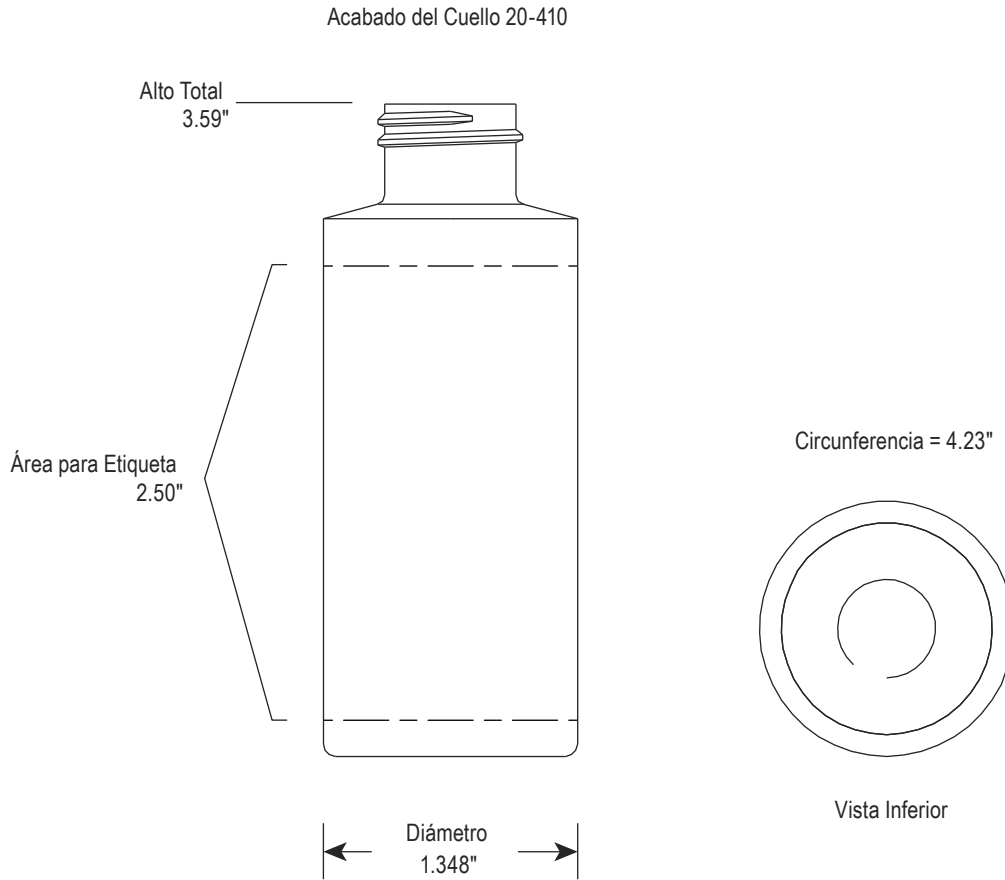 Acabado del Cuello 20-410
Alto Total
3.59"
Área para Etiqueta
2.50"
Circunferencia = 4.23"
Vista Inferior
Diámetro
1.348"